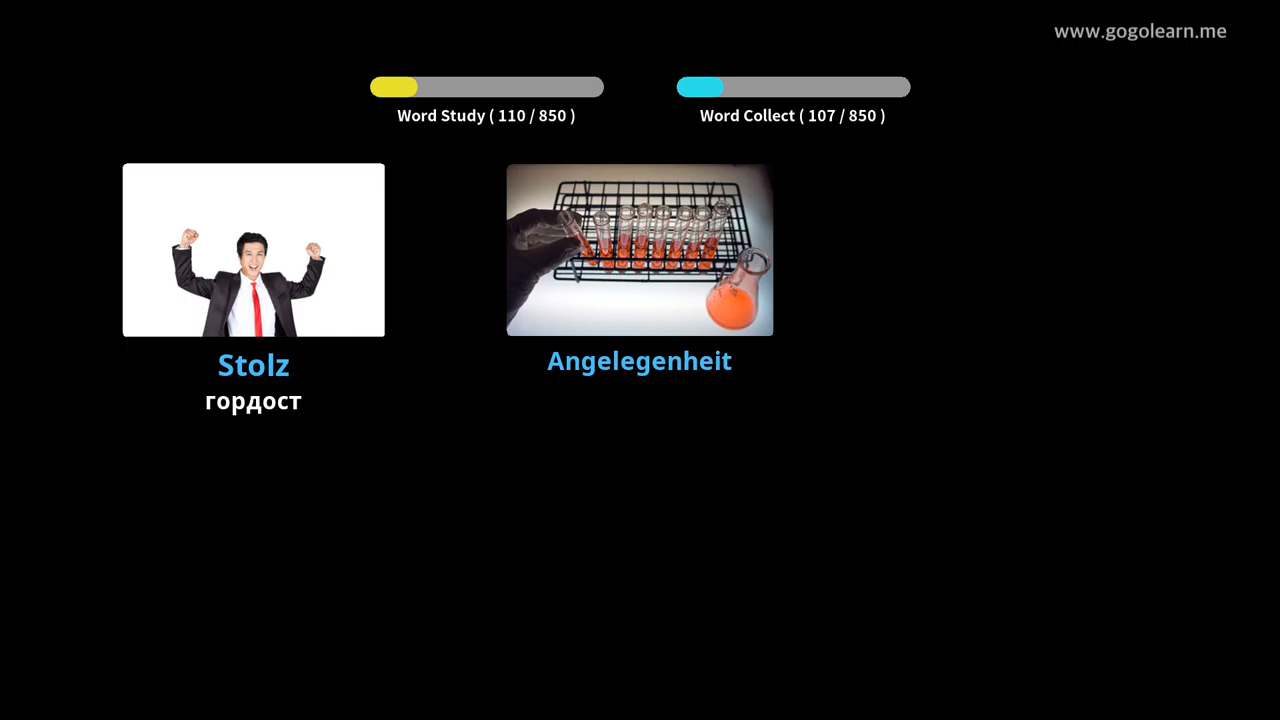 www.gogolearn.me
Word Study ( 110 / 850 )
Word Collect ( 107 / 850 )
Stolz
гордост
Angelegenheit